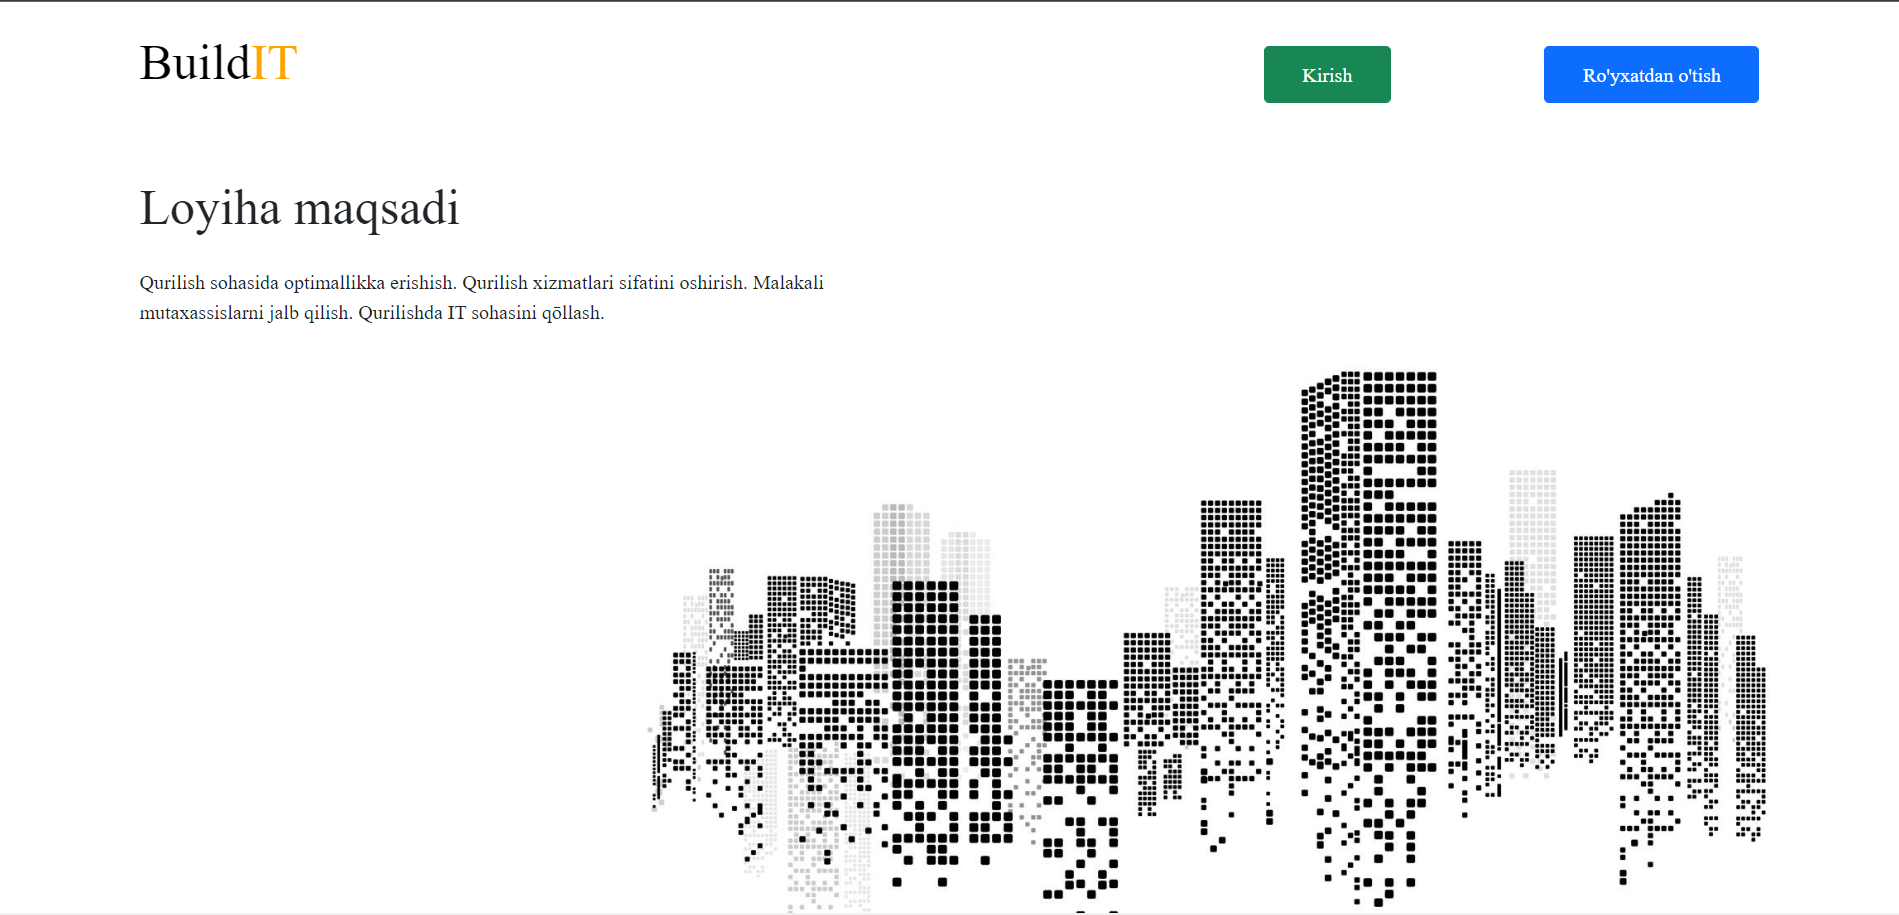 BuildIT
Kirish
Ro'yxatdan o'tish
Loyiha maqsadi
Qurilish sohasida optimallikka erishish. Qurilish xizmatlari sifatini oshirish. Malakali
mutaxassislarni jalb qilish. Qurilishda IT sohasini qōllash.